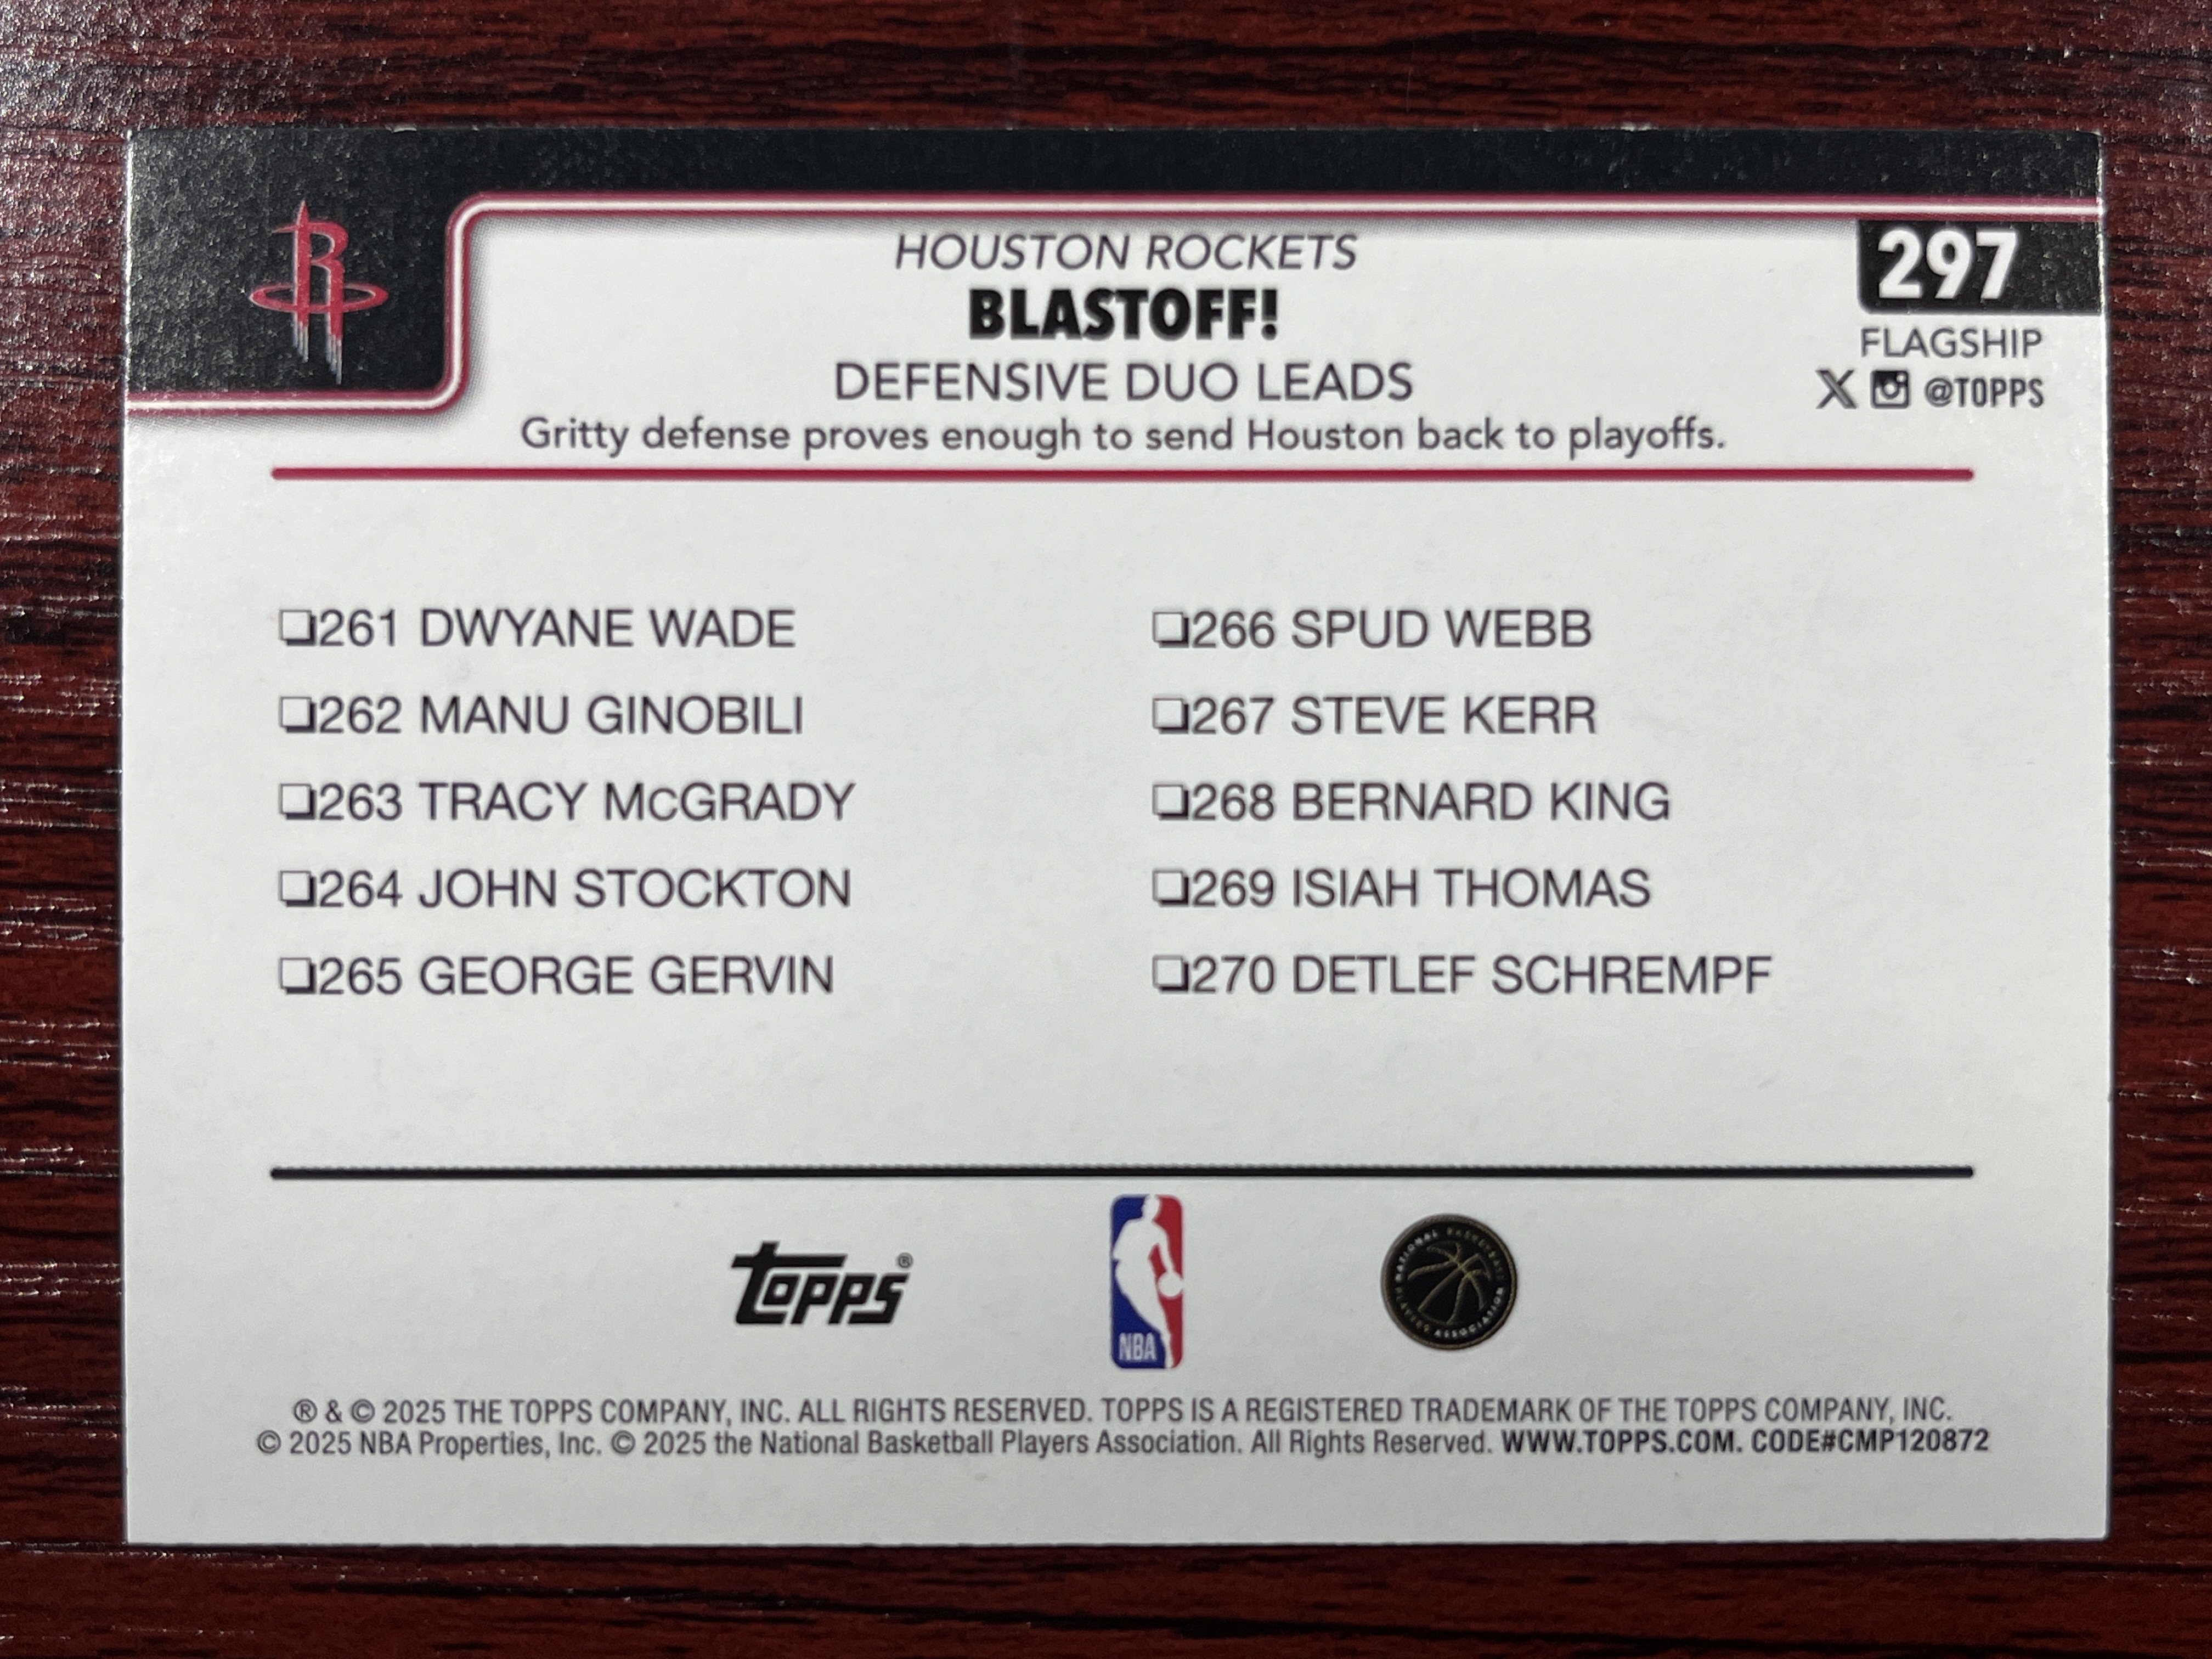 HOUSTON ROCKETS
297
BLASTOFF!
FLAGSHIP
DEFENSIVE DUO LEADS
X @TOPPS
Gritty defense proves enough to send Houston back to playoffs.
❏261 DWYANE WADE
❏262 MANU GINOBILI
❏263 TRACY McGRADY
❏264 JOHN STOCKTON
❏265 GEORGE GERVIN
❏266 SPUD WEBB
❏267 STEVE KERR
❏268 BERNARD KING
❏269 ISIAH THOMAS
❏270 DETLEF SCHREMPF
topps®
NBA
NATIONAL BASKETBALL PLAYERS ASSOCIATION
® & © 2025 THE TOPPS COMPANY, INC. ALL RIGHTS RESERVED. TOPPS IS A REGISTERED TRADEMARK OF THE TOPPS COMPANY, INC.
© 2025 NBA Properties, Inc. © 2025 the National Basketball Players Association. All Rights Reserved. WWW.TOPPS.COM. CODE#CMP120872